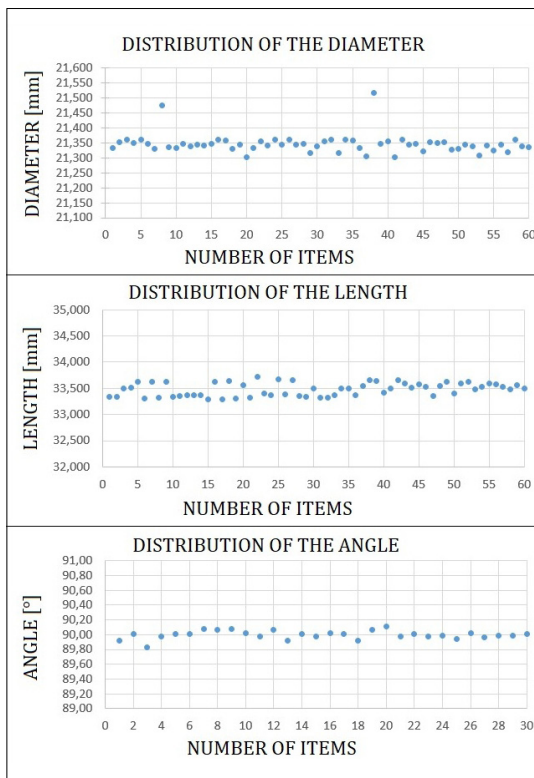 DISTRIBUTION OF THE DIAMETER
DIAMETER [mm]
21,600
21,550
21,500
21,450
21,400
21,350
21,300
21,250
21,200
21,150
21,100
0 5 10 15 20 25 30 35 40 45 50 55 60
NUMBER OF ITEMS
DISTRIBUTION OF THE LENGTH
LENGTH [mm]
35,000
34,500
34,000
33,500
33,000
32,500
32,000
0 5 10 15 20 25 30 35 40 45 50 55 60
NUMBER OF ITEMS
DISTRIBUTION OF THE ANGLE
ANGLE [°]
91,00
90,80
90,60
90,40
90,20
90,00
89,80
89,60
89,40
89,20
89,00
0 2 4 6 8 10 12 14 16 18 20 22 24 26 28 30
NUMBER OF ITEMS